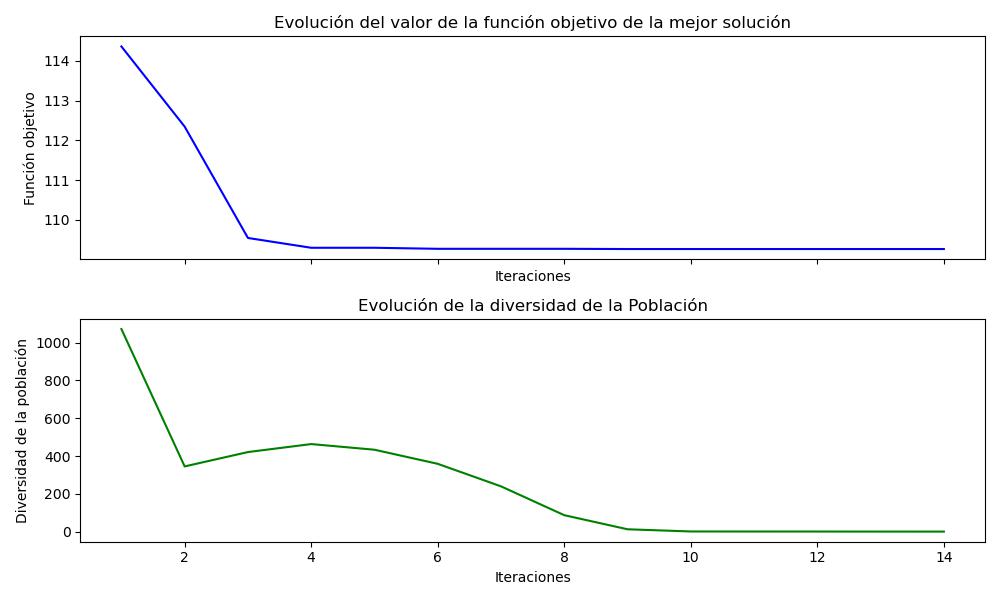 Evolución del valor de la función objetivo de la mejor solución
Función objetivo
114
113
112
111
110
Iteraciones
Evolución de la diversidad de la Población
Diversidad de la población
1000
800
600
400
200
0
2 4 6 8 10 12 14
Iteraciones